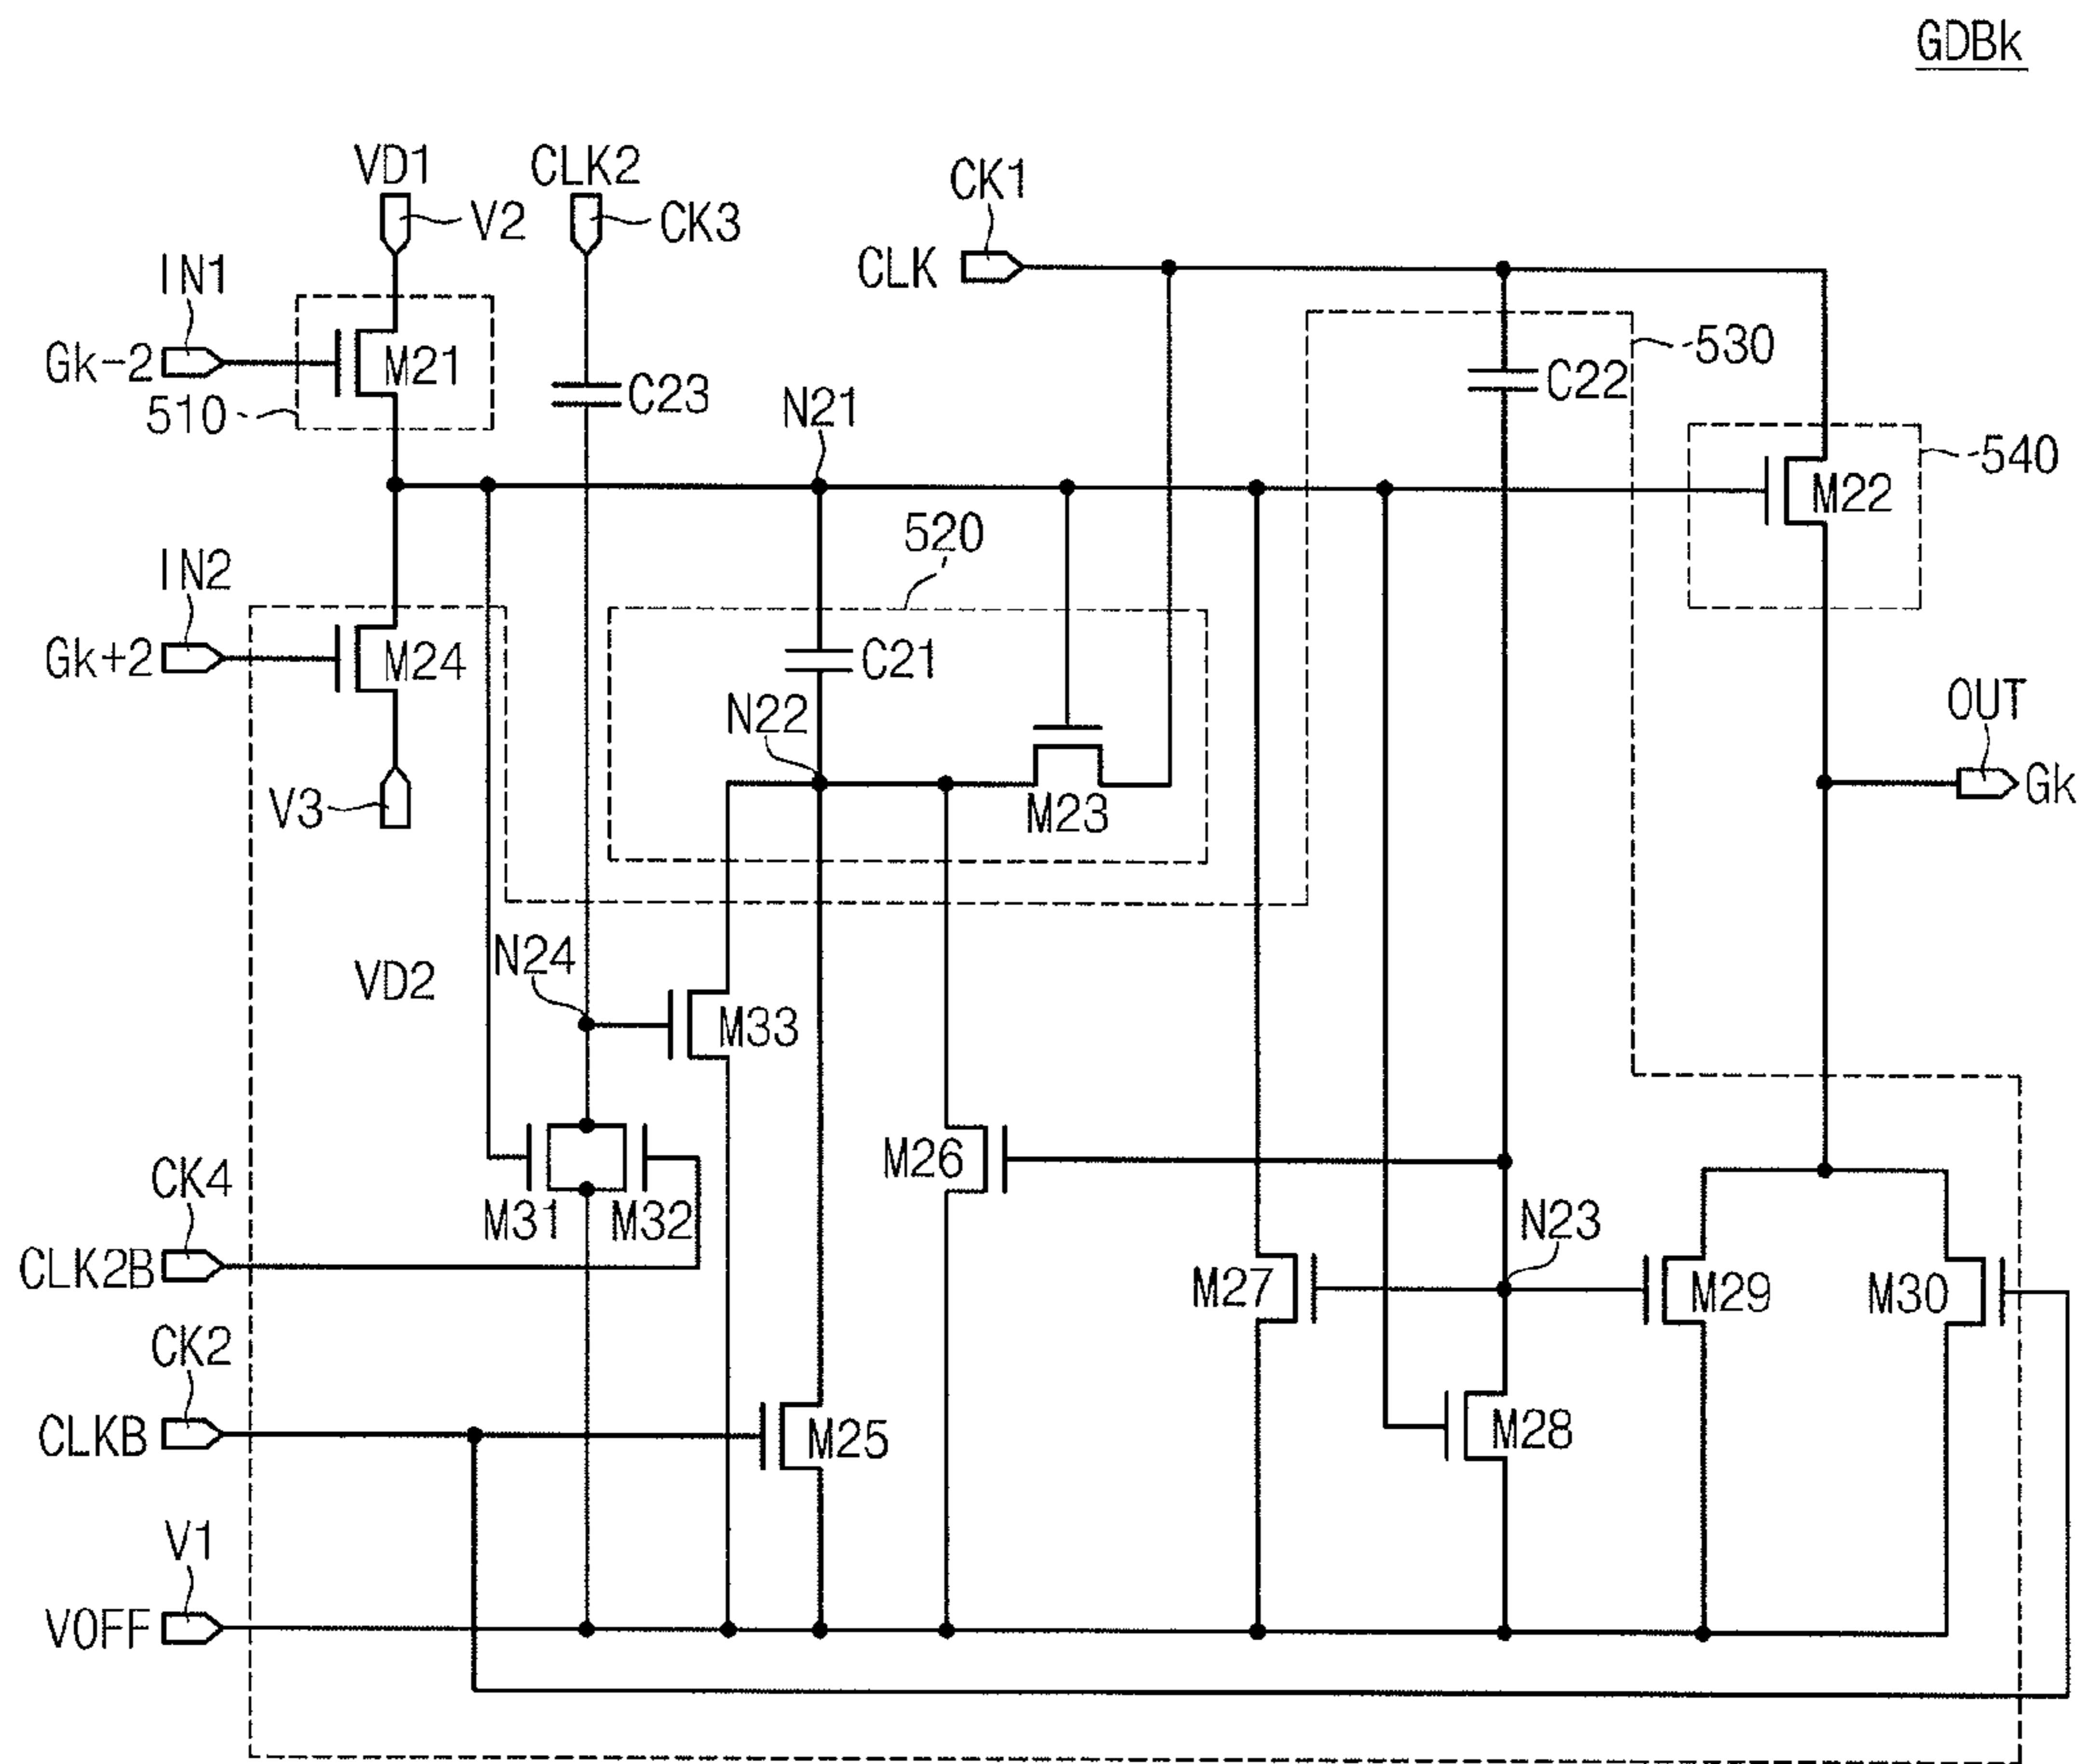 GDBk
VD1
CLK2
CK1
V2
CK3
IN1
CLK
Gk-2
M21
530
510
C23
C22
N21
540
M22
520
IN2
Gk+2
M24
C21
OUT
N22
Gk
V3
M23
N24
VD2
M33
M26
CK4
M31
M32
N23
CLK2B
M27
M29
M30
CK2
CLKB
M25
M28
V1
VOFF